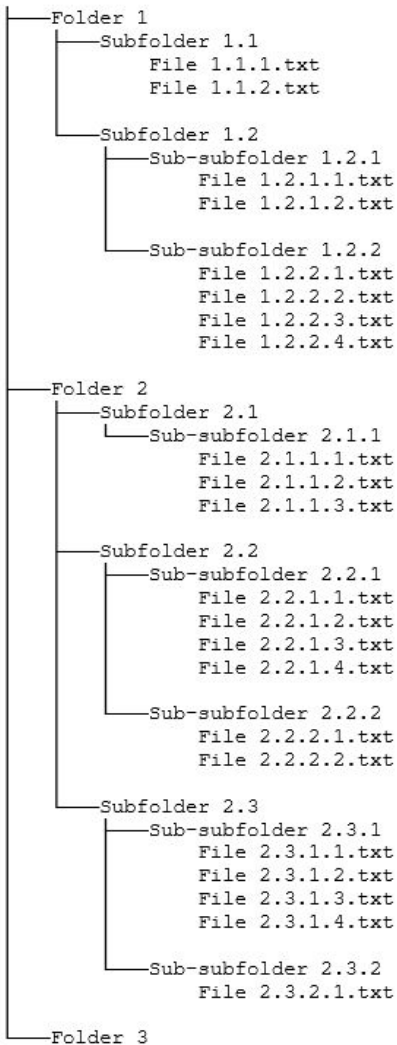 Folder 1
Subfolder 1.1
File 1.1.1.txt
File 1.1.2.txt
Subfolder 1.2
Sub-subfolder 1.2.1
File 1.2.1.1.txt
File 1.2.1.2.txt
Sub-subfolder 1.2.2
File 1.2.2.1.txt
File 1.2.2.2.txt
File 1.2.2.3.txt
File 1.2.2.4.txt
Folder 2
Subfolder 2.1
Sub-subfolder 2.1.1
File 2.1.1.1.txt
File 2.1.1.2.txt
File 2.1.1.3.txt
Subfolder 2.2
Sub-subfolder 2.2.1
File 2.2.1.1.txt
File 2.2.1.2.txt
File 2.2.1.3.txt
File 2.2.1.4.txt
Sub-subfolder 2.2.2
File 2.2.2.1.txt
File 2.2.2.2.txt
Subfolder 2.3
Sub-subfolder 2.3.1
File 2.3.1.1.txt
File 2.3.1.2.txt
File 2.3.1.3.txt
File 2.3.1.4.txt
Sub-subfolder 2.3.2
File 2.3.2.1.txt
Folder 3